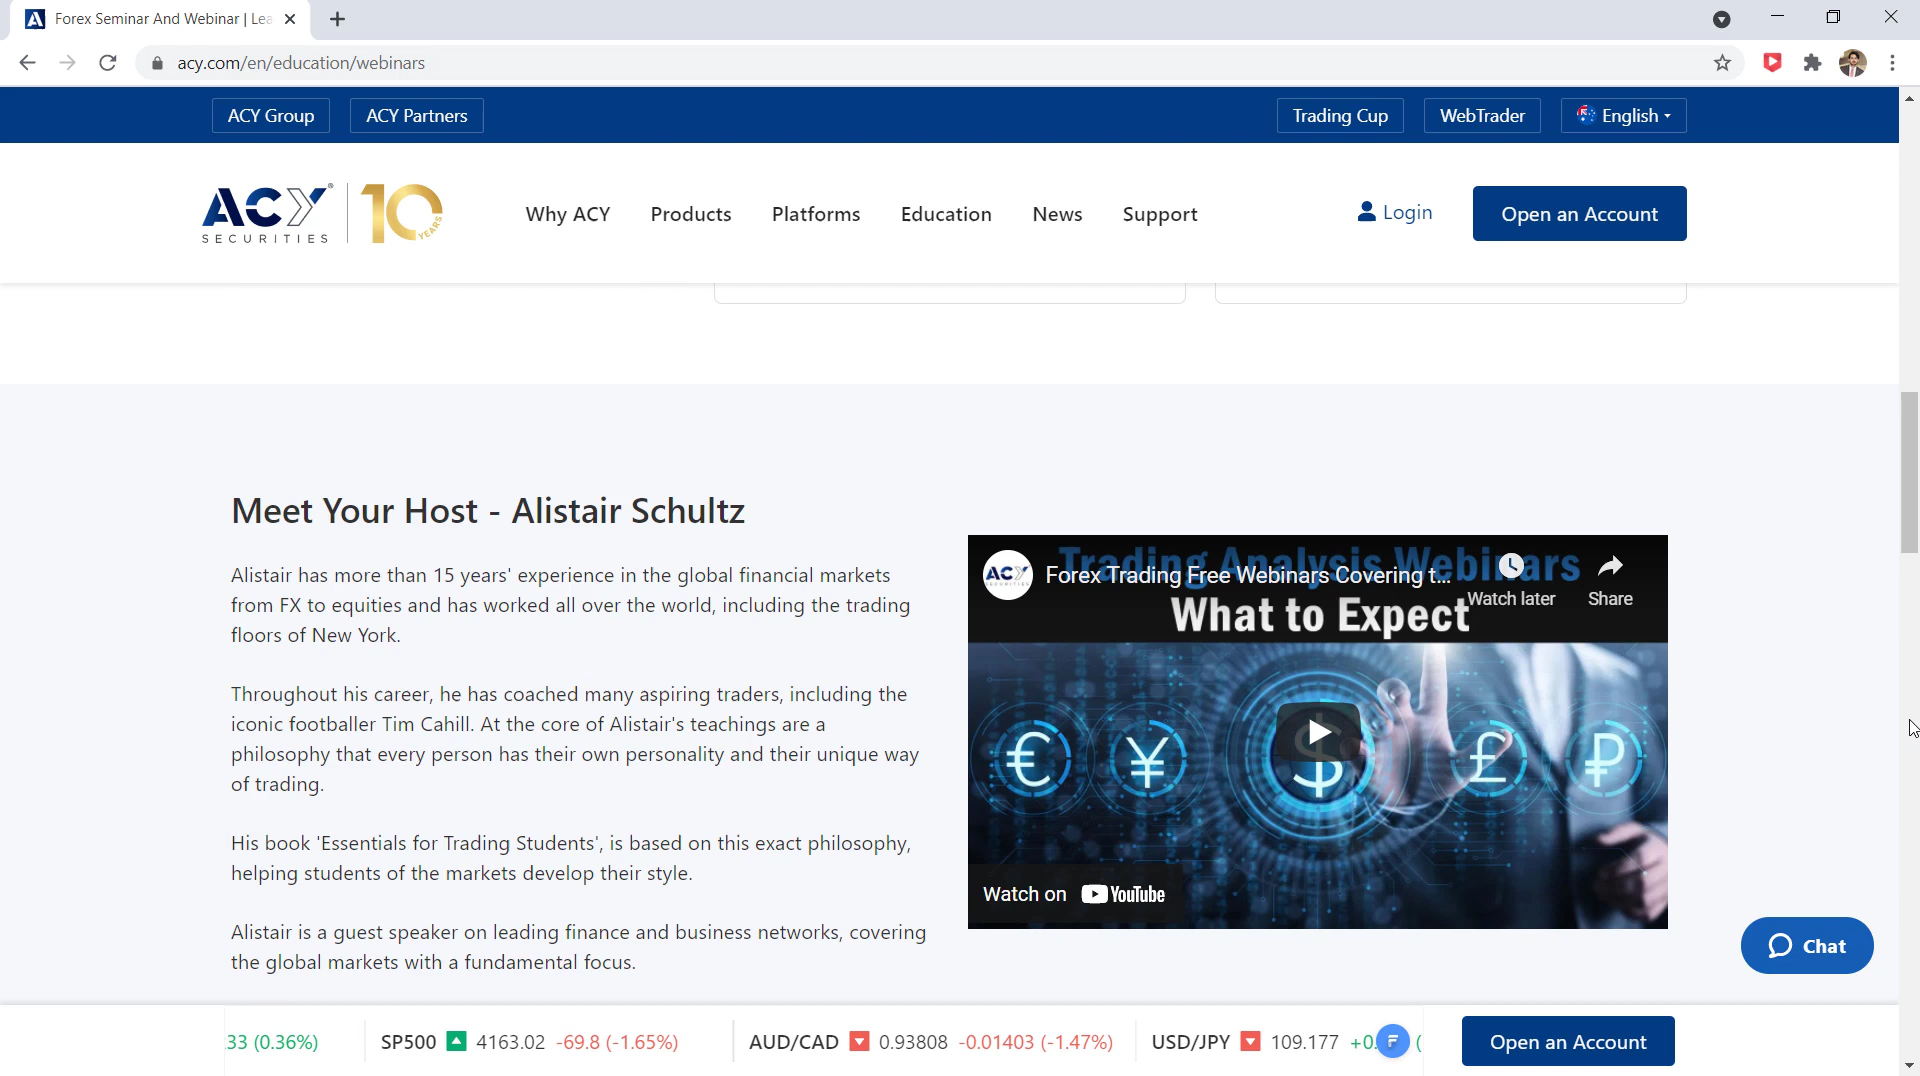 Forex Seminar And Webinar | Lea
acy.com/en/education/webinars
ACY Group
ACY Partners
Trading Cup
WebTrader
English
ACY
SECURITIES
10
YEARS
Why ACY
Products
Platforms
Education
News
Support
Login
Open an Account
Meet Your Host - Alistair Schultz
Alistair has more than 15 years' experience in the global financial markets
from FX to equities and has worked all over the world, including the trading
floors of New York.
Throughout his career, he has coached many aspiring traders, including the
iconic footballer Tim Cahill. At the core of Alistair's teachings are a
philosophy that every person has their own personality and their unique way
of trading.
His book 'Essentials for Trading Students', is based on this exact philosophy,
helping students of the markets develop their style.
Alistair is a guest speaker on leading finance and business networks, covering
the global markets with a fundamental focus.
Trading Analysis Webinars
ACY
Forex Trading Free Webinars Covering t...
Watch later
Share
What to Expect
€ ¥ $ £ ₽
Watch on YouTube
Chat
33 (0.36%)
SP500 4163.02 -69.8 (-1.65%)
AUD/CAD 0.93808 -0.01403 (-1.47%)
USD/JPY 109.177 +0. F (
Open an Account